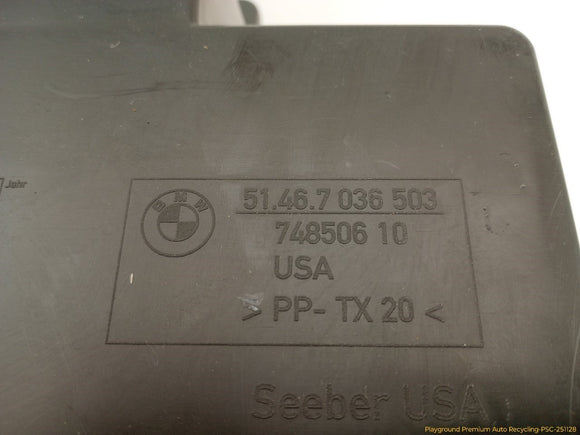 Jahr
BMW
51.46.7 036 503
748506 10
USA
> PP- TX 20 <
Seeber USA
Playground Premium Auto Recycling-PSC-251128